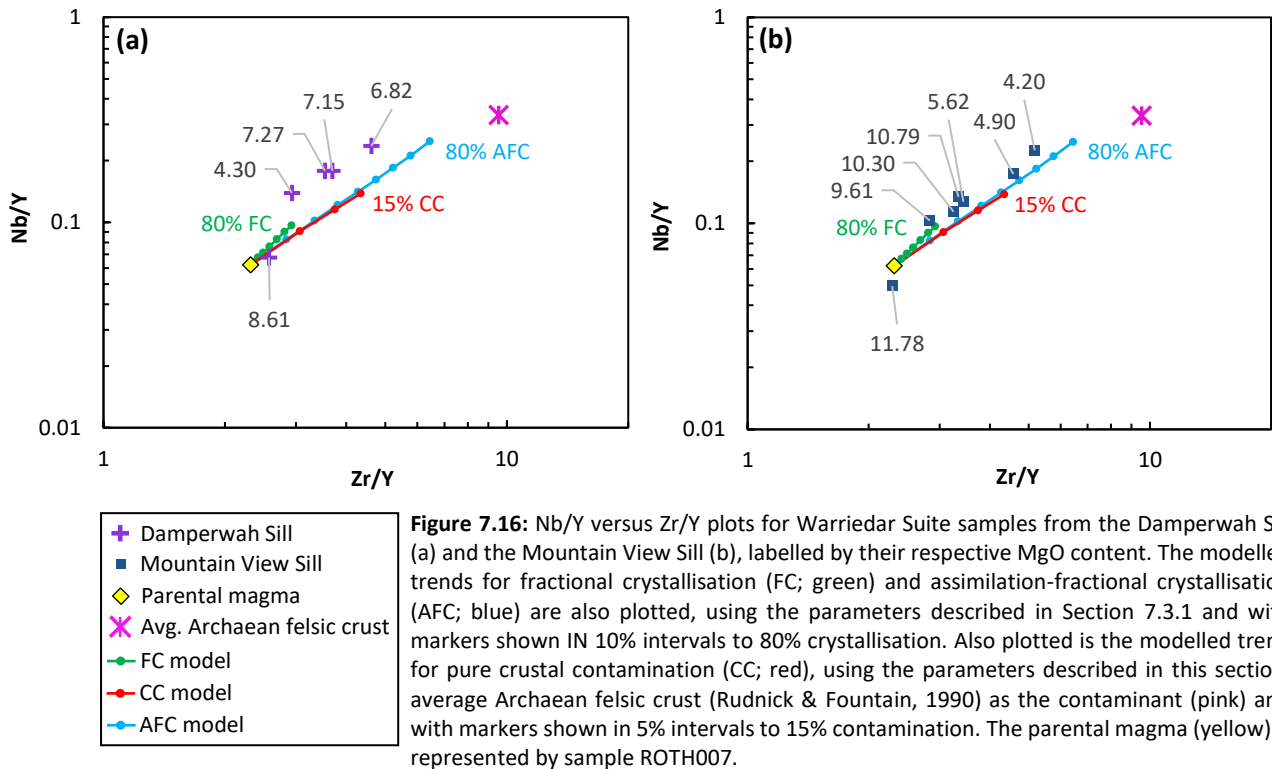 (a)
(b)
1
0.1
0.01
1
10
Nb/Y
Zr/Y
6.82
7.15
7.27
4.30
8.61
80% AFC
15% CC
80% FC
1
0.1
0.01
1
10
Nb/Y
Zr/Y
4.20
5.62
4.90
10.79
10.30
9.61
11.78
80% AFC
15% CC
80% FC
Damperwah Sill
Mountain View Sill
Parental magma
Avg. Archaean felsic crust
FC model
CC model
AFC model
Figure 7.16: Nb/Y versus Zr/Y plots for Warriedar Suite samples from the Damperwah S
(a) and the Mountain View Sill (b), labelled by their respective MgO content. The modelle
trends for fractional crystallisation (FC; green) and assimilation-fractional crystallisatio
(AFC; blue) are also plotted, using the parameters described in Section 7.3.1 and wit
markers shown IN 10% intervals to 80% crystallisation. Also plotted is the modelled tren
for pure crustal contamination (CC; red), using the parameters described in this section
average Archaean felsic crust (Rudnick & Fountain, 1990) as the contaminant (pink) an
with markers shown in 5% intervals to 15% contamination. The parental magma (yellow)
represented by sample ROTH007.